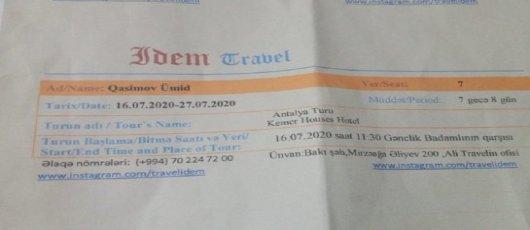 www.instagram.com/travelidem
Idem Travel
Ad/Name: Qasimov Ümid Yer/Seat: 7
Tarix/Date: 16.07.2020-27.07.2020 Müddət/Period: 7 gecə 8 gün
Turun adı / Tour's Name: Antalya Turu
Kemer Houses Hotel
Turun Başlama/Bitmə Saatı və Yeri/
Start/End Time and Place of Tour: 16.07.2020 saat 11:30 Gənclik Badamlının qarşısı
Əlaqə nömrələri: (+994) 70 224 72 00 Ünvan:Bakı şəh,Mirzəağa Əliyev 200 ,Ali Travelin ofisi
www.instagram.com/travelidem www.instagram.com/travelidem